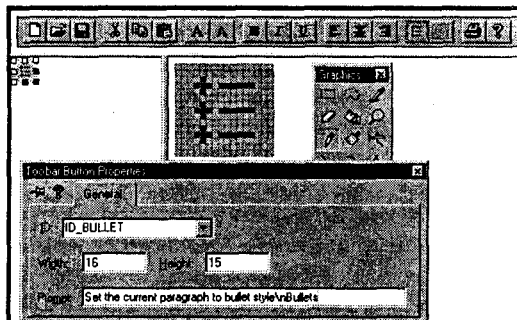 Graphics
Toolbar Button Properties
General
ID: ID_BULLET
Width: 16 Height: 15
Prompt: Set the current paragraph to bullet style\nBullets